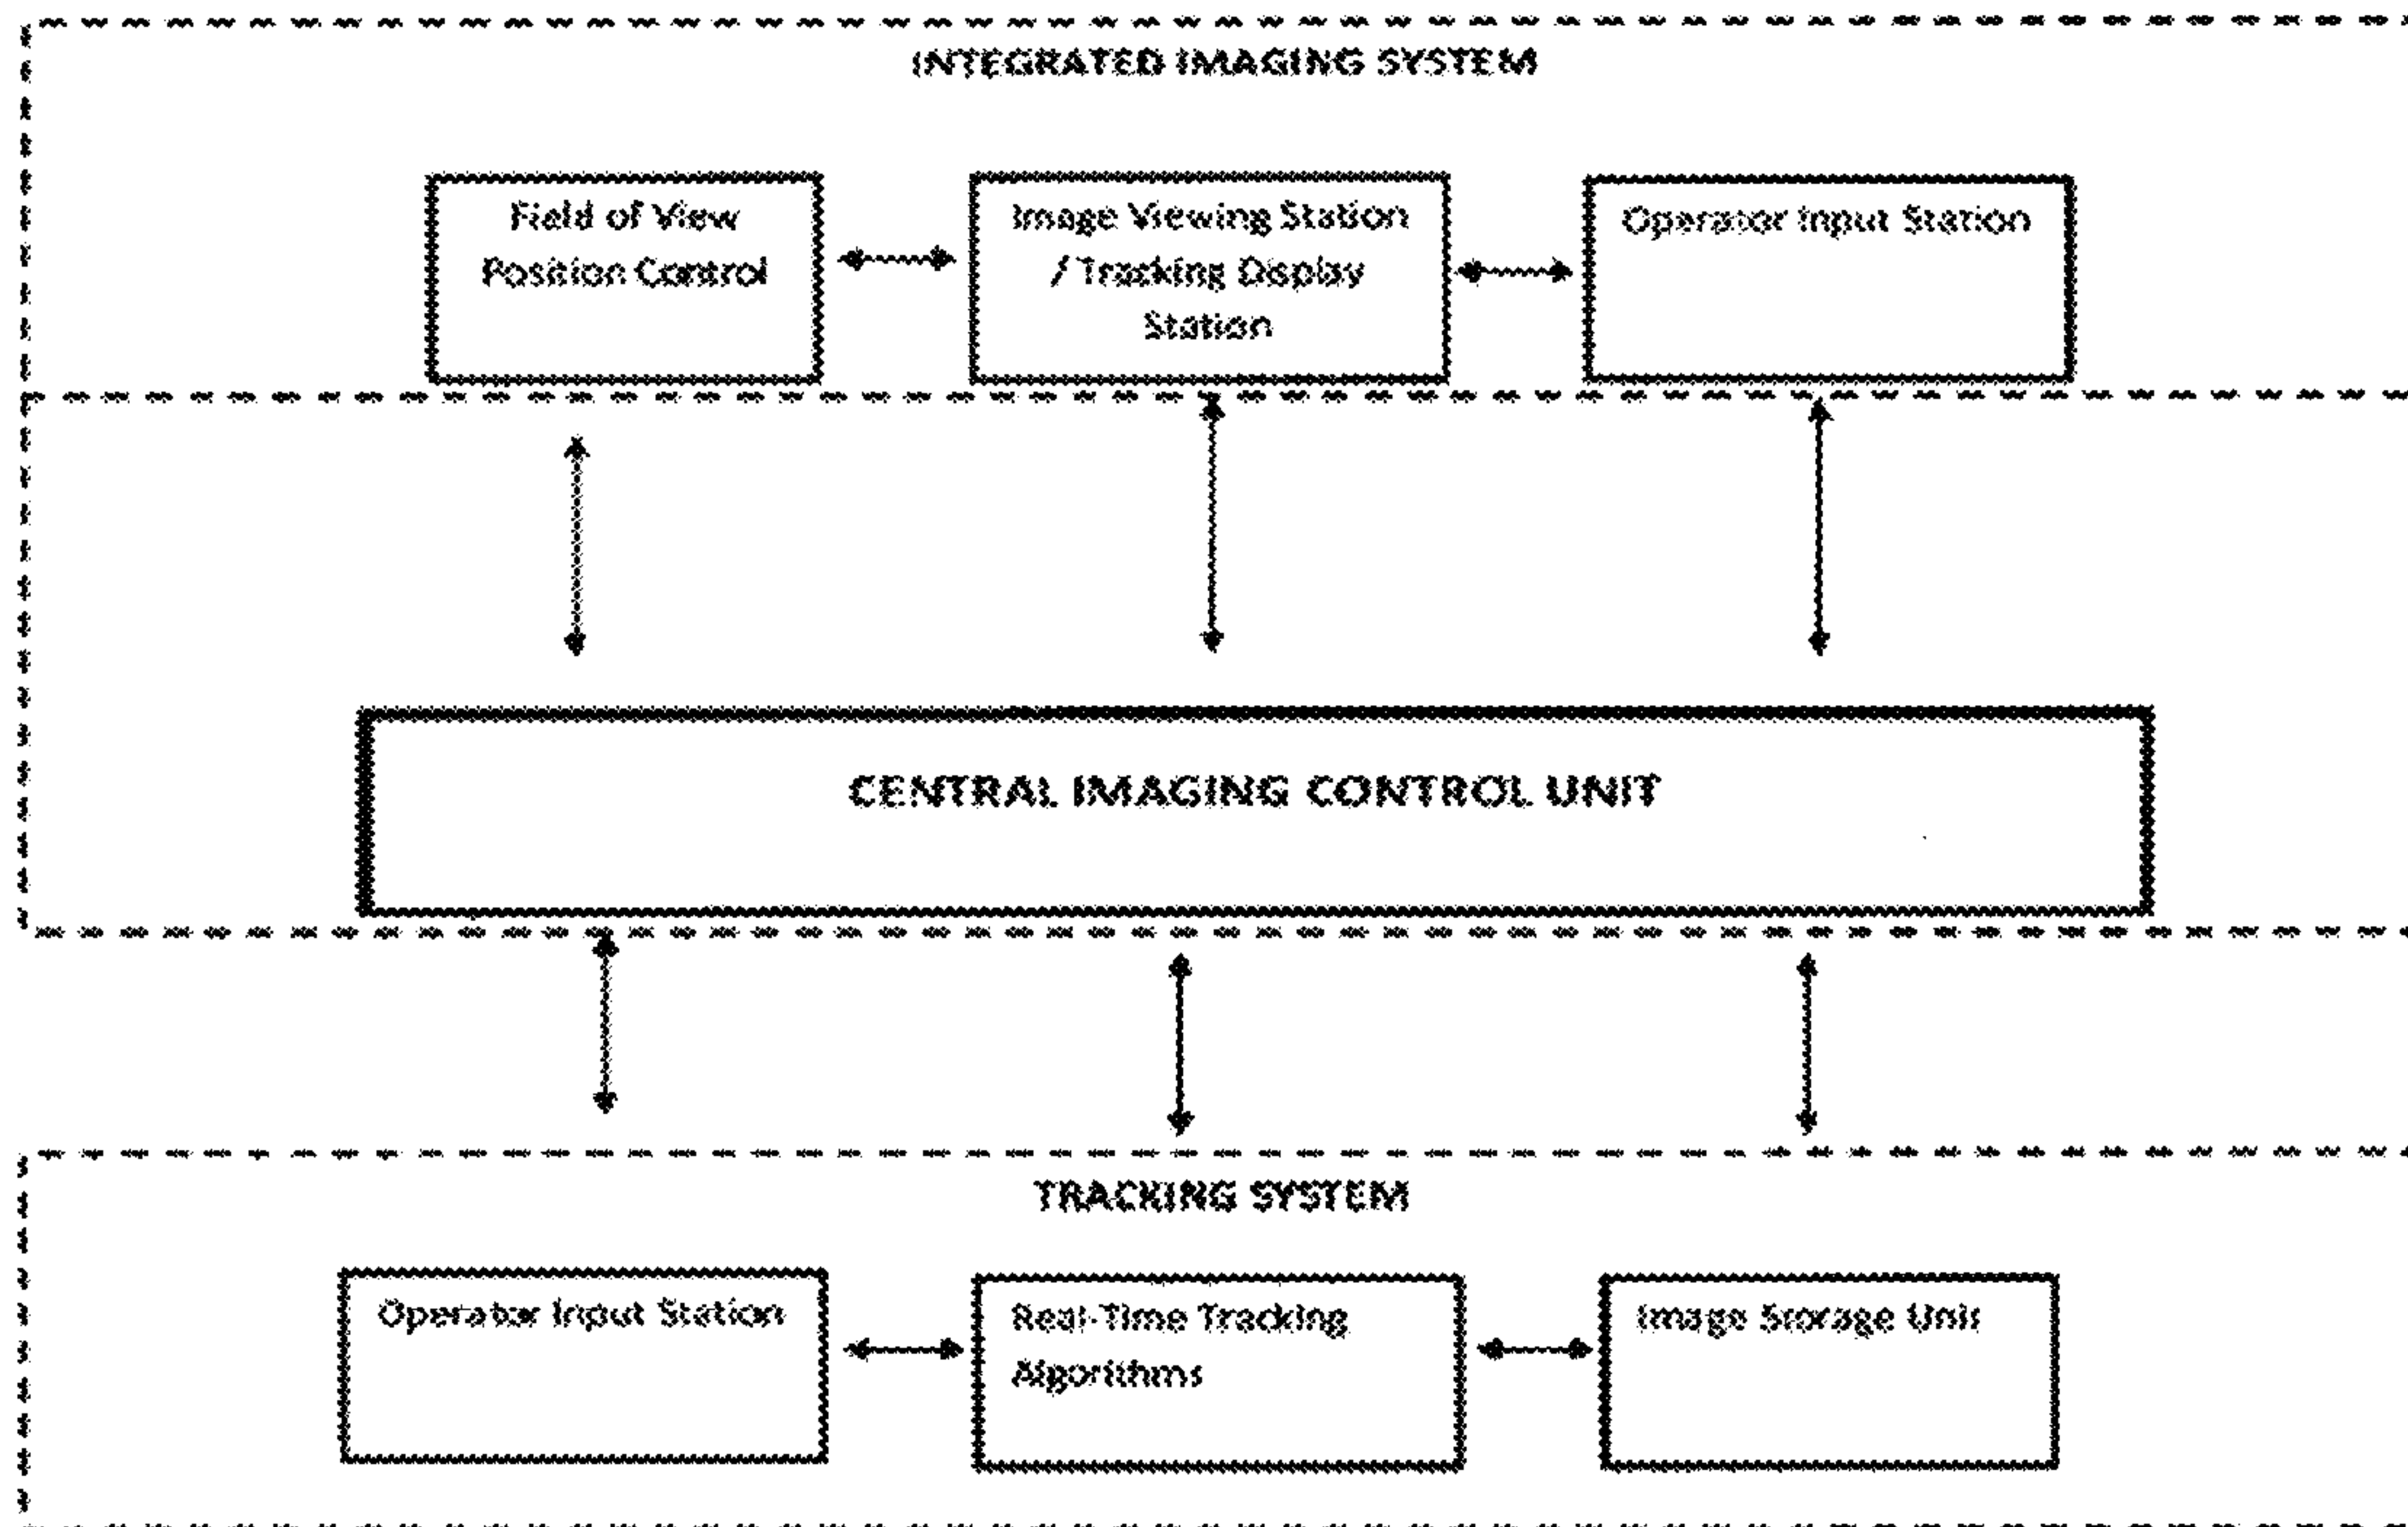 INTEGRATED IMAGING SYSTEM
Field of View
Position Control
Image Viewing Station
/ Tracking Display
Station
Operator Input Station
CENTRAL IMAGING CONTROL UNIT
TRACKING SYSTEM
Operator Input Station
Real-Time Tracking
Algorithms
Image Storage Unit